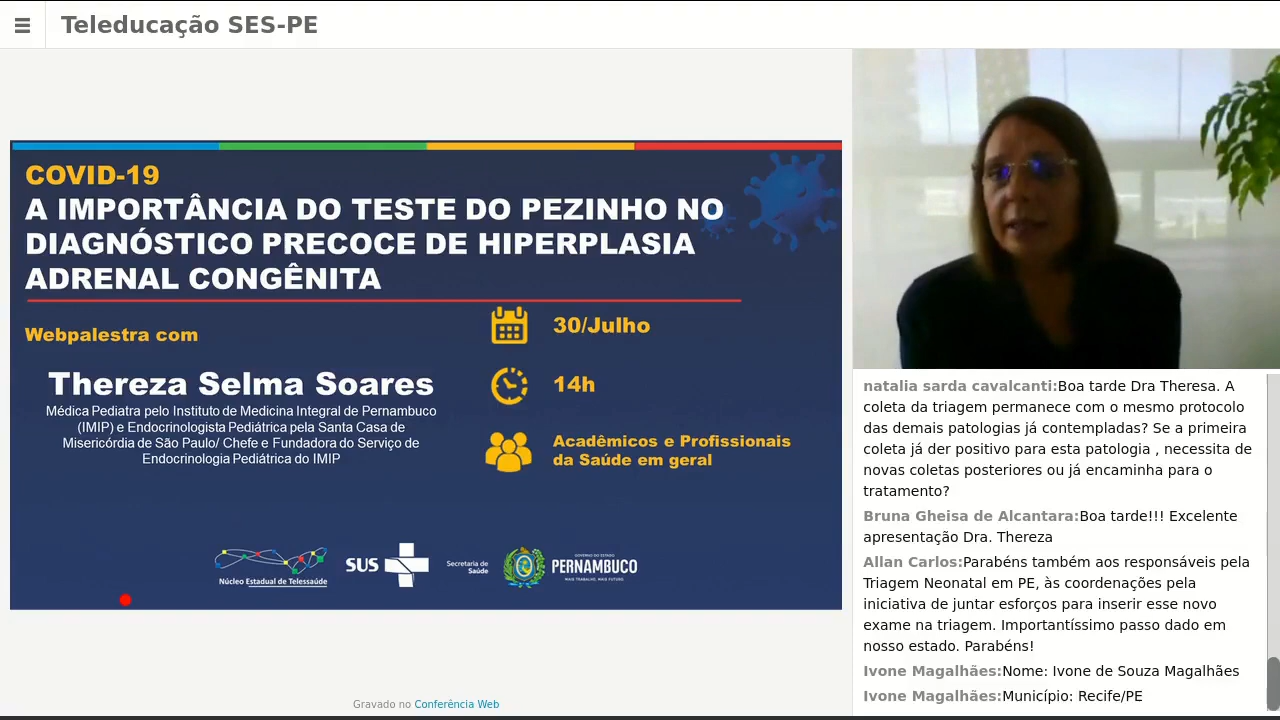 Teleducação SES-PE
COVID-19
A IMPORTÂNCIA DO TESTE DO PEZINHO NO
DIAGNÓSTICO PRECOCE DE HIPERPLASIA
ADRENAL CONGÊNITA
Webpalestra com
Thereza Selma Soares
Médica Pediatra pelo Instituto de Medicina Integral de Pernambuco
(IMIP) e Endocrinologista Pediátrica pela Santa Casa de
Misericórdia de São Paulo/ Chefe e Fundadora do Serviço de
Endocrinologia Pediátrica do IMIP
30/Julho
14h
Acadêmicos e Profissionais
da Saúde em geral
Núcleo Estadual de Telessaúde
SUS
Secretaria de
Saúde
GOVERNO DO ESTADO
PERNAMBUCO
MAIS TRABALHO, MAIS FUTURO.
Gravado no Conferência Web
natalia sarda cavalcanti:Boa tarde Dra Theresa. A
coleta da triagem permanece com o mesmo protocolo
das demais patologias já contempladas? Se a primeira
coleta já der positivo para esta patologia , necessita de
novas coletas posteriores ou já encaminha para o
tratamento?
Bruna Gheisa de Alcantara:Boa tarde!!! Excelente
apresentação Dra. Thereza
Allan Carlos:Parabéns também aos responsáveis pela
Triagem Neonatal em PE, as coordenações pela
iniciativa de juntar esforços para inserir esse novo
exame na triagem. Importantíssimo passo dado em
nosso estado. Parabéns!
Ivone Magalhães:Nome: Ivone de Souza Magalhães
Ivone Magalhães:Município: Recife/PE